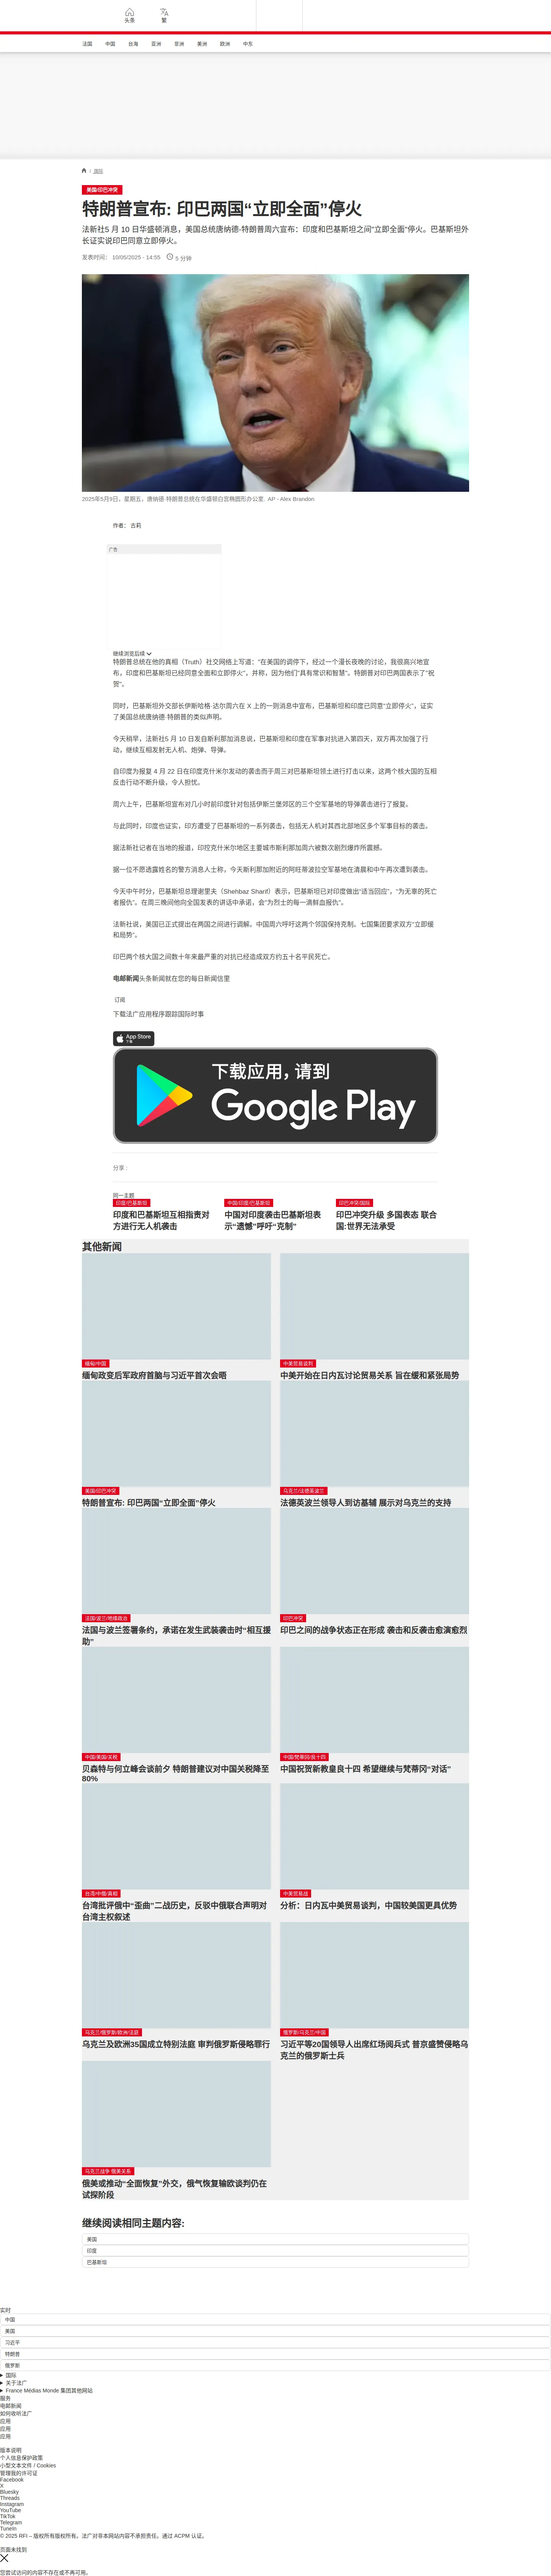 头条
繁
法国
中国
台海
亚洲
非洲
美洲
欧洲
中东
/ 国际
美国/印巴冲突
特朗普宣布: 印巴两国“立即全面”停火
法新社5 月 10 日华盛顿消息，美国总统唐纳德-特朗普周六宣布：印度和巴基斯坦之间"立即全面"停火。巴基斯坦外
长证实说印巴同意立即停火。
发表时间： 10/05/2025 - 14:55
5 分钟
2025年5月9日，星期五，唐纳德·特朗普总统在华盛顿白宫椭圆形办公室. AP - Alex Brandon
作者： 古莉
广告
继续浏览后续
特朗普总统在他的真相（Truth）社交网络上写道："在美国的调停下，经过一个漫长夜晚的讨论，我很高兴地宣
布，印度和巴基斯坦已经同意全面和立即停火"，并称，因为他们"具有常识和智慧"。特朗普对印巴两国表示了"祝
贺"。
同时，巴基斯坦外交部长伊斯哈格·达尔周六在 X 上的一则消息中宣布，巴基斯坦和印度已同意"立即停火"，证实
了美国总统唐纳德·特朗普的类似声明。
今天稍早，法新社5 月 10 日发自斯利那加消息说，巴基斯坦和印度在军事对抗进入第四天，双方再次加强了行
动，继续互相发射无人机、炮弹、导弹。
自印度为报复 4 月 22 日在印度克什米尔发动的袭击而于周三对巴基斯坦领土进行打击以来，这两个核大国的互相
反击行动不断升级，令人担忧。
周六上午，巴基斯坦宣布对几小时前印度针对包括伊斯兰堡郊区的三个空军基地的导弹袭击进行了报复。
与此同时，印度也证实，印方遭受了巴基斯坦的一系列袭击，包括无人机对其西北部地区多个军事目标的袭击。
据法新社记者在当地的报道，印控克什米尔地区主要城市斯利那加周六被数次剧烈爆炸所震撼。
据一位不愿透露姓名的警方消息人士称，今天斯利那加附近的阿旺蒂波拉空军基地在清晨和中午再次遭到袭击。
今天中午时分，巴基斯坦总理谢里夫（Shehbaz Sharif）表示，巴基斯坦已对印度做出"适当回应"，"为无辜的死亡
者报仇"。在周三晚间他向全国发表的讲话中承诺，会"为烈士的每一滴鲜血报仇"。
法新社说，美国已正式提出在两国之间进行调解。中国周六呼吁这两个邻国保持克制。七国集团要求双方"立即缓
和局势"。
印巴两个核大国之间数十年来最严重的对抗已经造成双方约五十名平民死亡。
电邮新闻头条新闻就在您的每日新闻信里
订阅
下载法广应用程序跟踪国际时事
App Store
下载
下载应用，请到
Google Play
分享 :
同一主题
印度/巴基斯坦
印度和巴基斯坦互相指责对
方进行无人机袭击
中国/印度/巴基斯坦
中国对印度袭击巴基斯坦表
示“遗憾”呼吁“克制”
印巴冲突/国际
印巴冲突升级 多国表态 联合
国:世界无法承受
其他新闻
缅甸/中国
缅甸政变后军政府首脑与习近平首次会晤
中美贸易谈判
中美开始在日内瓦讨论贸易关系 旨在缓和紧张局势
美国/印巴冲突
特朗普宣布: 印巴两国“立即全面”停火
乌克兰/法德英波兰
法德英波兰领导人到访基辅 展示对乌克兰的支持
法国/波兰/地缘政治
法国与波兰签署条约，承诺在发生武装袭击时“相互援
助”
印巴冲突
印巴之间的战争状态正在形成 袭击和反袭击愈演愈烈
中国/美国/关税
贝森特与何立峰会谈前夕 特朗普建议对中国关税降至
80%
中国/梵蒂冈/良十四
中国祝贺新教皇良十四 希望继续与梵蒂冈“对话”
台湾/中俄/真相
台湾批评俄中“歪曲”二战历史，反驳中俄联合声明对
台湾主权叙述
中美贸易战
分析：日内瓦中美贸易谈判，中国较美国更具优势
乌克兰/俄罗斯/欧洲/法庭
乌克兰及欧洲35国成立特别法庭 审判俄罗斯侵略罪行
俄罗斯/乌克兰/中国
习近平等20国领导人出席红场阅兵式 普京盛赞侵略乌
克兰的俄罗斯士兵
乌克兰战争 俄美关系
俄美或推动“全面恢复”外交，俄气恢复输欧谈判仍在
试探阶段
继续阅读相同主题内容:
美国
印度
巴基斯坦
实时
中国
美国
习近平
特朗普
俄罗斯
国际
关于法广
France Médias Monde 集团其他网站
服务
电邮新闻
如何收听法广
应用
应用
应用
版本说明
个人信息保护政策
小型文本文件 / Cookies
管理我的许可证
Facebook
X
Bluesky
Threads
Instagram
YouTube
TikTok
Telegram
TuneIn
© 2025 RFI – 版权所有版权所有。法广对非本网站内容不承担责任。通过 ACPM 认证。
页面未找到
您尝试访问的内容不存在或不再可用。